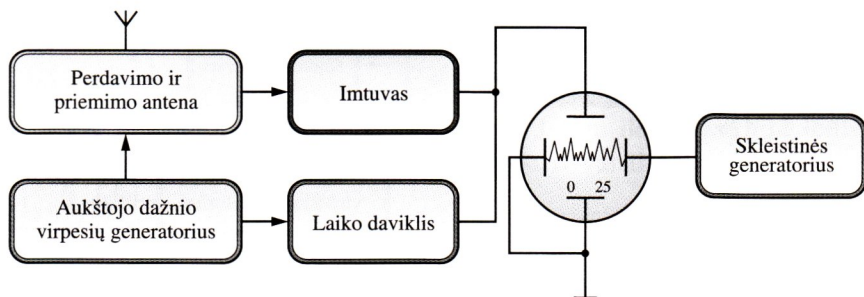 Perdavimo ir
priemimo antena
Imtuvas
Skleistinės
generatorius
0 25
Aukštojo dažnio
virpesių generatorius
Laiko daviklis